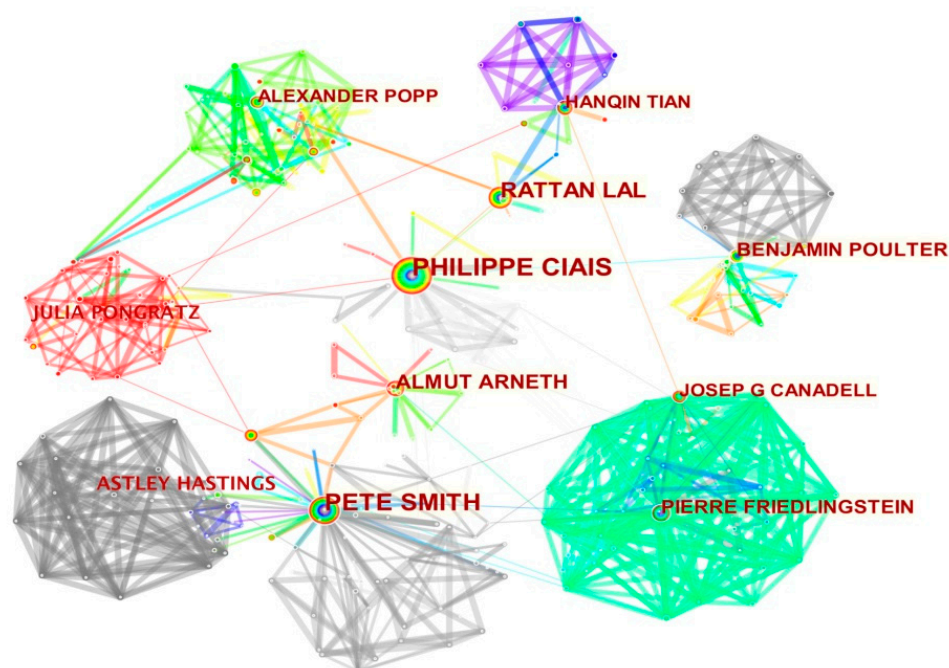 ALEXANDER POPP
HANQIN TIAN
RATTAN LAL
BENJAMIN POULTER
PHILIPPE CIAIS
JULIA PONGRATZ
ALMUT ARNETH
JOSEP G CANADELL
ASTLEY HASTINGS
PETE SMITH
PIERRE FRIEDLINGSTEIN